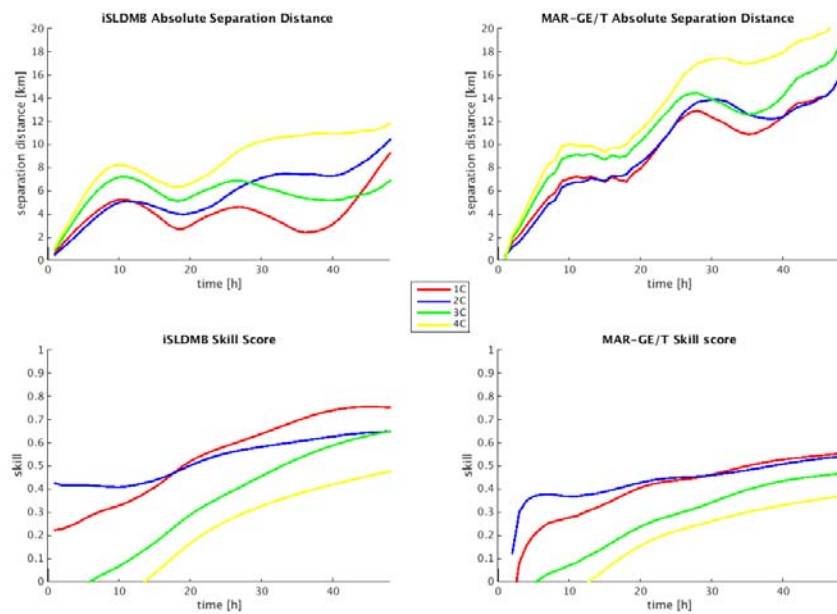 iSLDMB Absolute Separation Distance
separation distance [km]
20
18
16
14
12
10
8
6
4
2
0
0 10 20 30 40
time [h]
MAR-GE/T Absolute Separation Distance
separation distance [km]
20
18
16
14
12
10
8
6
4
2
0
0 10 20 30 40
time [h]
1C
2C
3C
4C
iSLDMB Skill Score
skill
1
0.9
0.8
0.7
0.6
0.5
0.4
0.3
0.2
0.1
0
0 10 20 30 40
time [h]
MAR-GE/T Skill score
skill
1
0.9
0.8
0.7
0.6
0.5
0.4
0.3
0.2
0.1
0
0 10 20 30 40
time [h]